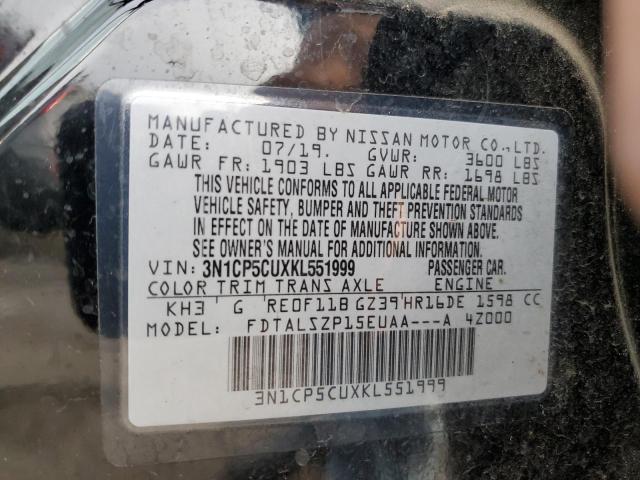 MANUFACTURED BY NISSAN MOTOR CO., LTD.
DATE: 07/19. GVWR: 3600 LBS
GAWR FR: 1903 LBS GAWR RR: 1698 LBS
THIS VEHICLE CONFORMS TO ALL APPLICABLE FEDERAL MOTOR
VEHICLE SAFETY, BUMPER AND THEFT PREVENTION STANDARDS
IN EFFECT ON THE DATE OF MANUFACTURE SHOWN ABOVE.
SEE OWNER'S MANUAL FOR ADDITIONAL INFORMATION.
VIN: 3N1CP5CUXKL551999 PASSENGER CAR.
COLOR TRIM TRANS AXLE ENGINE
KH3 G RE0F11B GZ39 HR16DE 1598 CC
MODEL: FDTALSZP15EUAA---A 4Z000
3N1CP5CUXKL551999